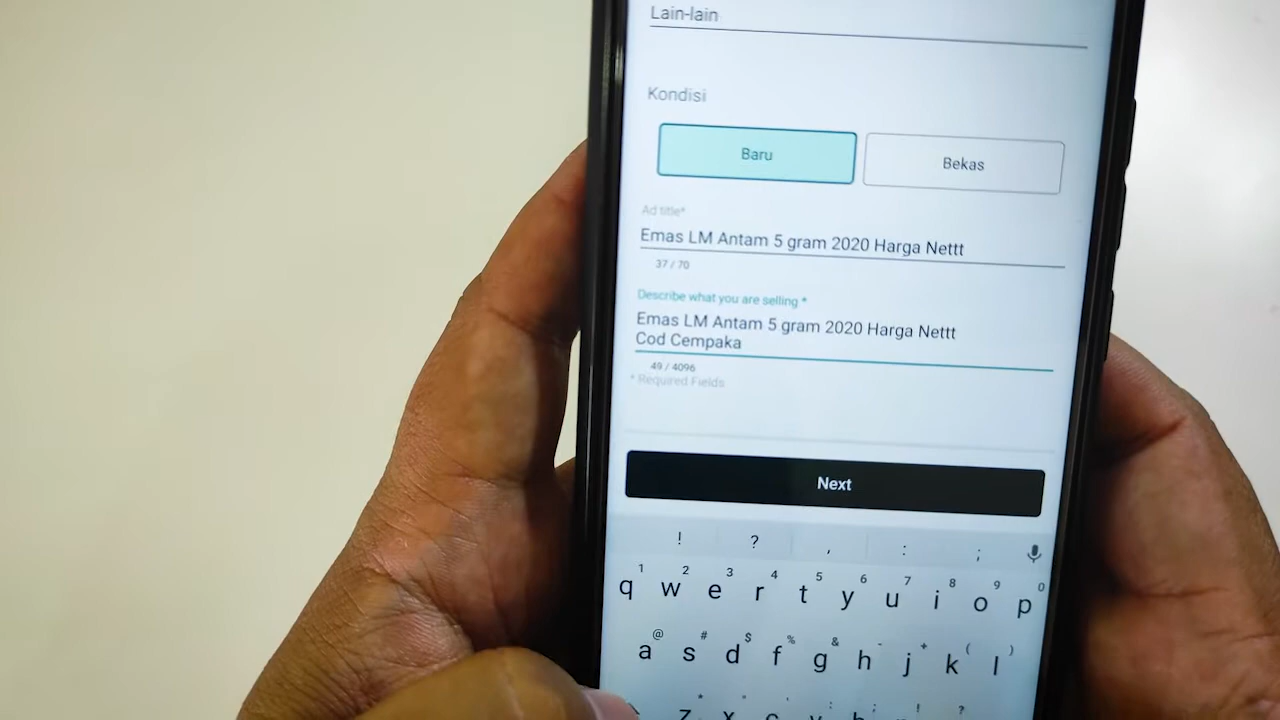 Lain-lain
Kondisi
Baru
Bekas
Ad title*
Emas LM Antam 5 gram 2020 Harga Nettt
37 / 70
Describe what you are selling *
Emas LM Antam 5 gram 2020 Harga Nettt
Cod Cempaka
49 / 4096
* Required Fields
Next
! ? , : ;
1 2 3 4 5 6 7 8 9 0
q w e r t y u i o p
@ # $ % & - + ( )
a s d f g h j k l
* " ' : ; ! ?
z x c v b